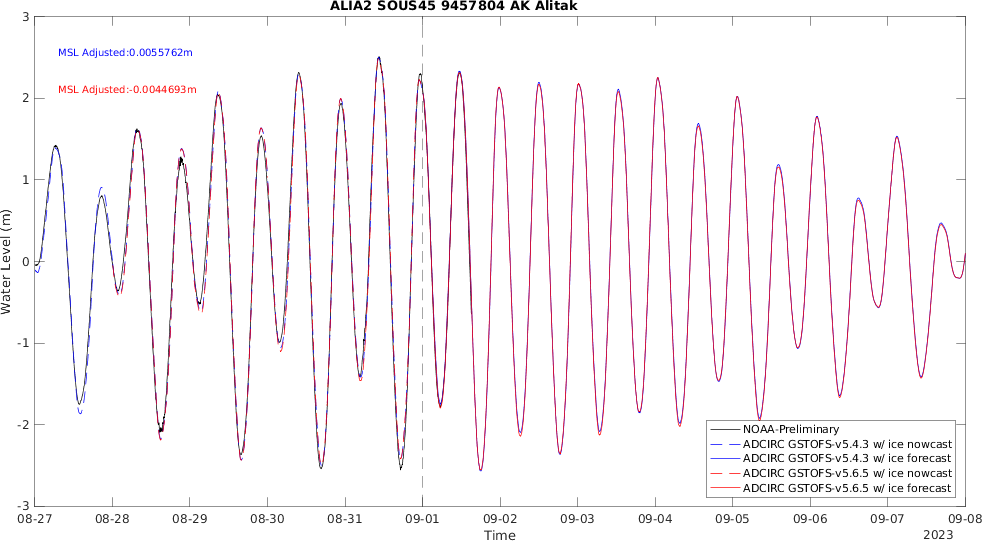 ALIA2 SOUS45 9457804 AK Alitak
MSL Adjusted:0.0055762m
MSL Adjusted:-0.0044693m
Water Level (m)
3
2
1
0
-1
-2
-3
NOAA-Preliminary
ADCIRC GSTOFS-v5.4.3 w/ ice nowcast
ADCIRC GSTOFS-v5.4.3 w/ ice forecast
ADCIRC GSTOFS-v5.6.5 w/ ice nowcast
ADCIRC GSTOFS-v5.6.5 w/ ice forecast
08-27 08-28 08-29 08-30 08-31 09-01 09-02 09-03 09-04 09-05 09-06 09-07 09-08
Time
2023